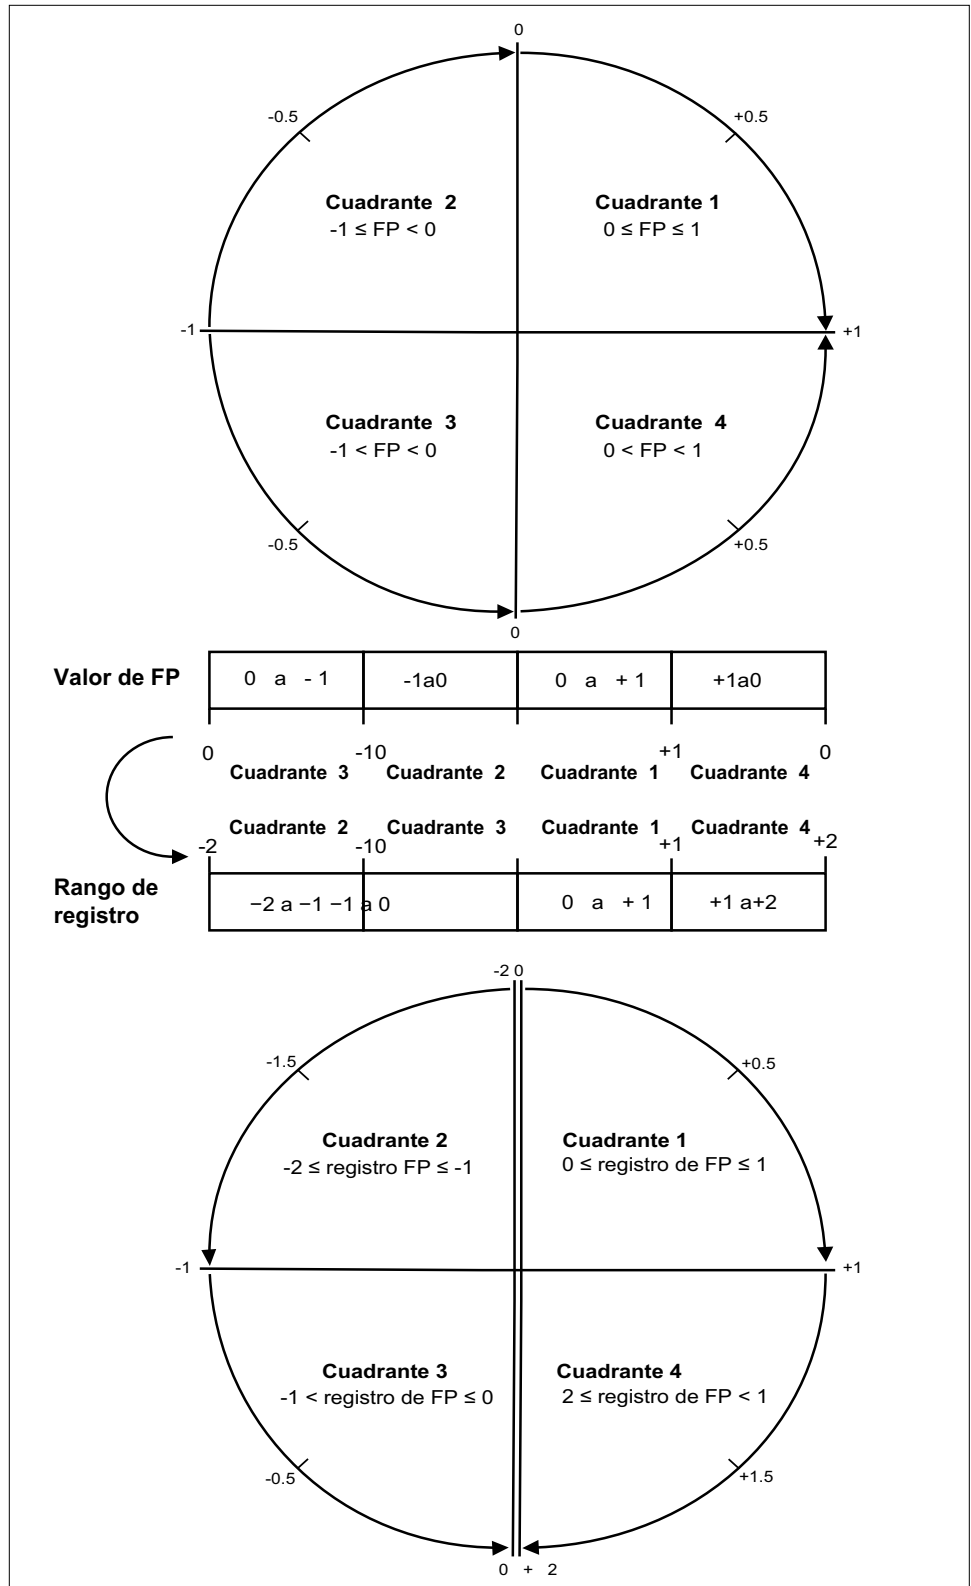 0
-0.5 +0.5
Cuadrante 2 Cuadrante 1
-1 ≤ FP < 0 0 ≤ FP ≤ 1
-1 +1
Cuadrante 3 Cuadrante 4
-1 < FP < 0 0 < FP < 1
-0.5 +0.5
0
Valor de FP 0 a - 1 -1a0 0 a + 1 +1a0
0 -10 +1 0
Cuadrante 3 Cuadrante 2 Cuadrante 1 Cuadrante 4
Cuadrante 2 Cuadrante 3 Cuadrante 1 Cuadrante 4
-2 -10 +1 +2
Rango de
registro −2 a −1 −1 a 0 0 a + 1 +1 a+2
-2 0
-1.5 +0.5
Cuadrante 2 Cuadrante 1
-2 ≤ registro FP ≤ -1 0 ≤ registro de FP ≤ 1
-1 +1
Cuadrante 3 Cuadrante 4
-1 < registro de FP ≤ 0 2 ≤ registro de FP < 1
-0.5 +1.5
0 + 2